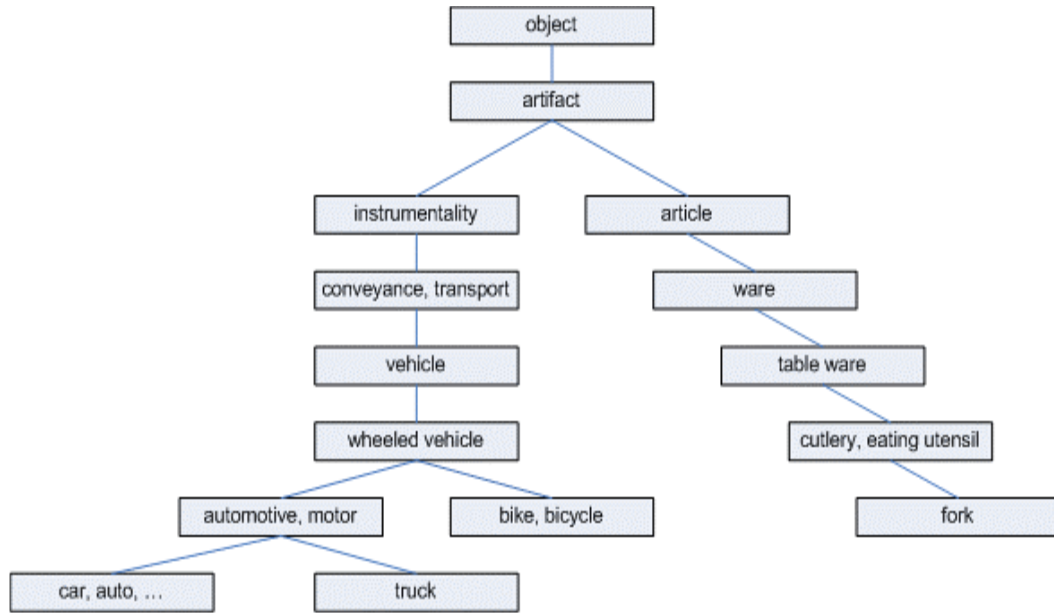 object
artifact
instrumentality
article
conveyance, transport
ware
vehicle
table ware
wheeled vehicle
cutlery, eating utensil
automotive, motor
bike, bicycle
fork
car, auto, …
truck